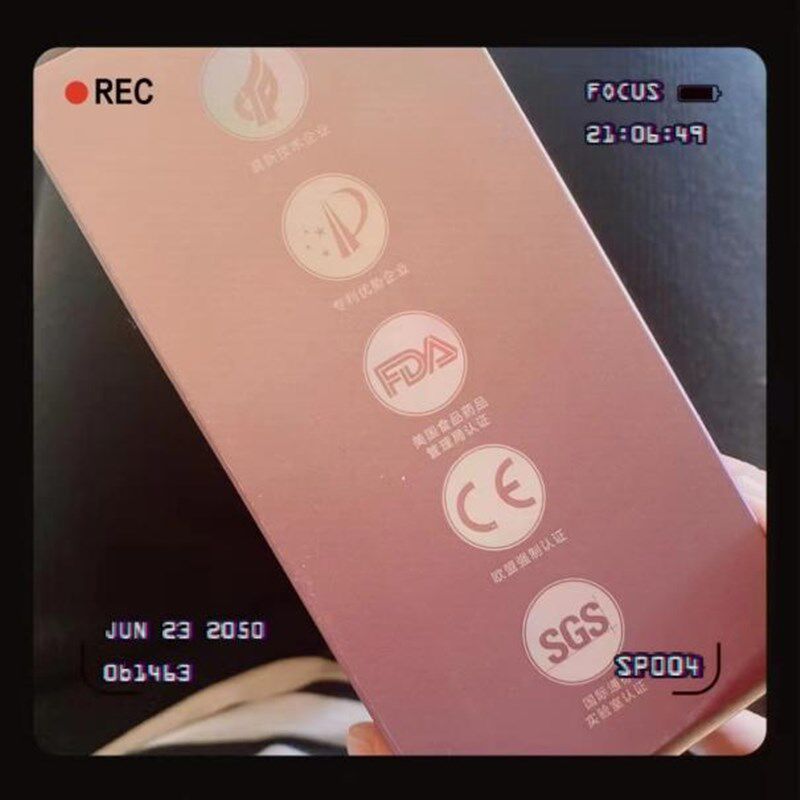 REC
FOCUS
21:06:49
高新技术企业
专利优势企业
FDA
美国食品药品
管理局认证
CE
欧盟强制认证
SGS
国际通
实验室认证
JUN 23 2050
Ob1463
SP004